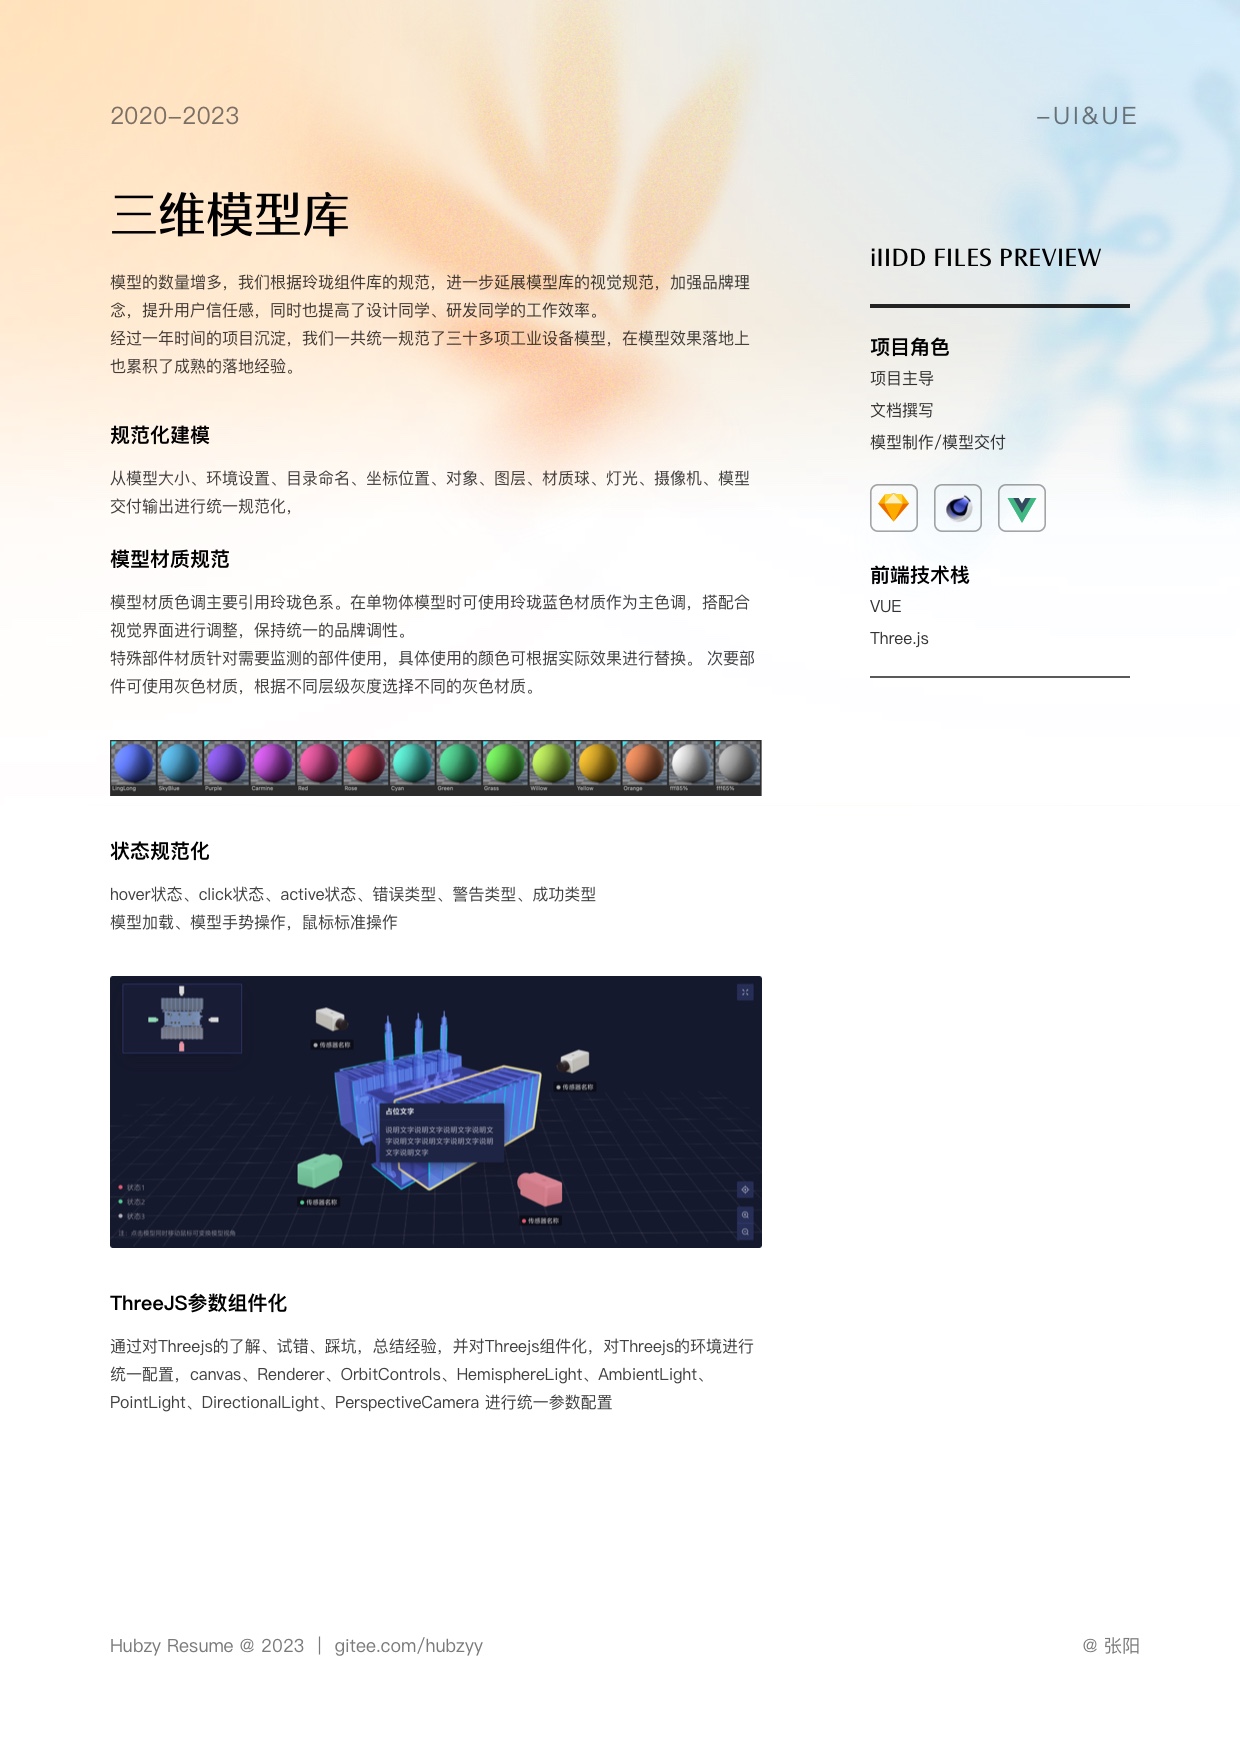 2020-2023
-UI&UE
三维模型库
模型的数量增多，我们根据玲珑组件库的规范，进一步延展模型库的视觉规范，加强品牌理
念，提升用户信任感，同时也提高了设计同学、研发同学的工作效率。
经过一年时间的项目沉淀，我们一共统一规范了三十多项工业设备模型，在模型效果落地上
也累积了成熟的落地经验。
规范化建模
从模型大小、环境设置、目录命名、坐标位置、对象、图层、材质球、灯光、摄像机、模型
交付输出进行统一规范化，
模型材质规范
模型材质色调主要引用玲珑色系。在单物体模型时可使用玲珑蓝色材质作为主色调，搭配合
视觉界面进行调整，保持统一的品牌调性。
特殊部件材质针对需要监测的部件使用，具体使用的颜色可根据实际效果进行替换。 次要部
件可使用灰色材质，根据不同层级灰度选择不同的灰色材质。
LingLong SkyBlue Purple Carmine Red Rose Cyan Green Grass Willow Yellow Orange fff85% fff65%
状态规范化
hover状态、click状态、active状态、错误类型、警告类型、成功类型
模型加载、模型手势操作，鼠标标准操作
传感器名称
传感器名称
占位文字
说明文字说明文字说明文字说明文
字说明文字说明文字说明文字说明
文字说明文字
传感器名称
传感器名称
状态1
状态2
状态3
注：点击模型同时移动鼠标可变换模型视角
ThreeJS参数组件化
通过对Threejs的了解、试错、踩坑，总结经验，并对Threejs组件化，对Threejs的环境进行
统一配置，canvas、Renderer、OrbitControls、HemisphereLight、AmbientLight、
PointLight、DirectionalLight、PerspectiveCamera 进行统一参数配置
iIIDD FILES PREVIEW
项目角色
项目主导
文档撰写
模型制作/模型交付
前端技术栈
VUE
Three.js
Hubzy Resume @ 2023 | gitee.com/hubzyy
@ 张阳